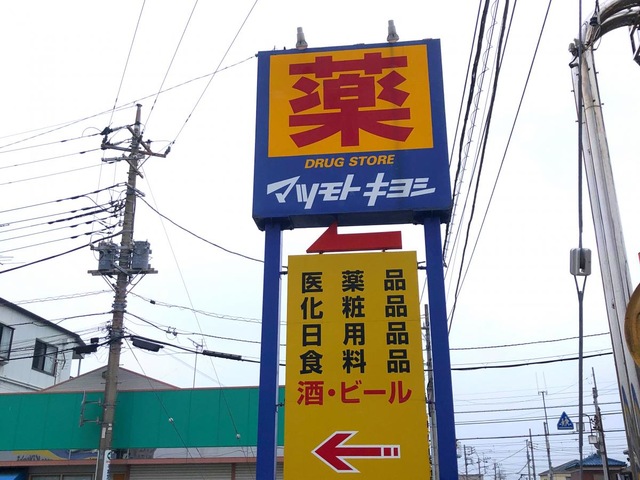 薬
DRUG STORE
マツモトキヨシ
医薬品
化粧品
日用品
食料品
酒・ビール